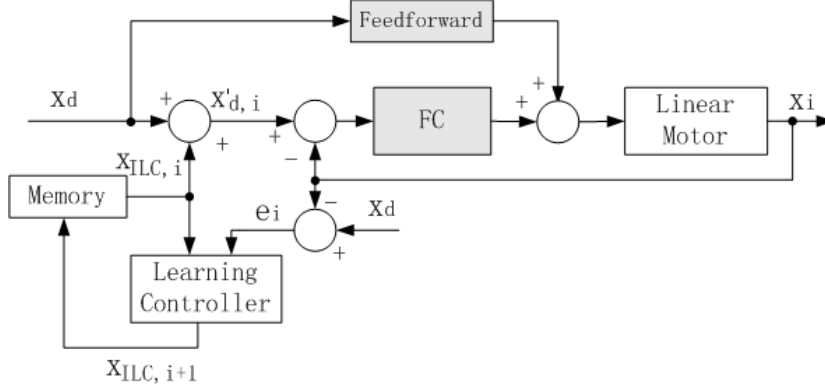 Feedforward
+
xd
+
x'd,i
+
+
+
FC
+
Linear
Motor
xi
xILC,i
−
Memory
−
ei
xd
+
Learning
Controller
xILC,i+1